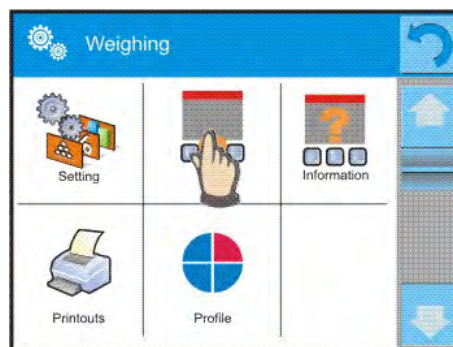 Weighing
Setting
Information
Printouts
Profile